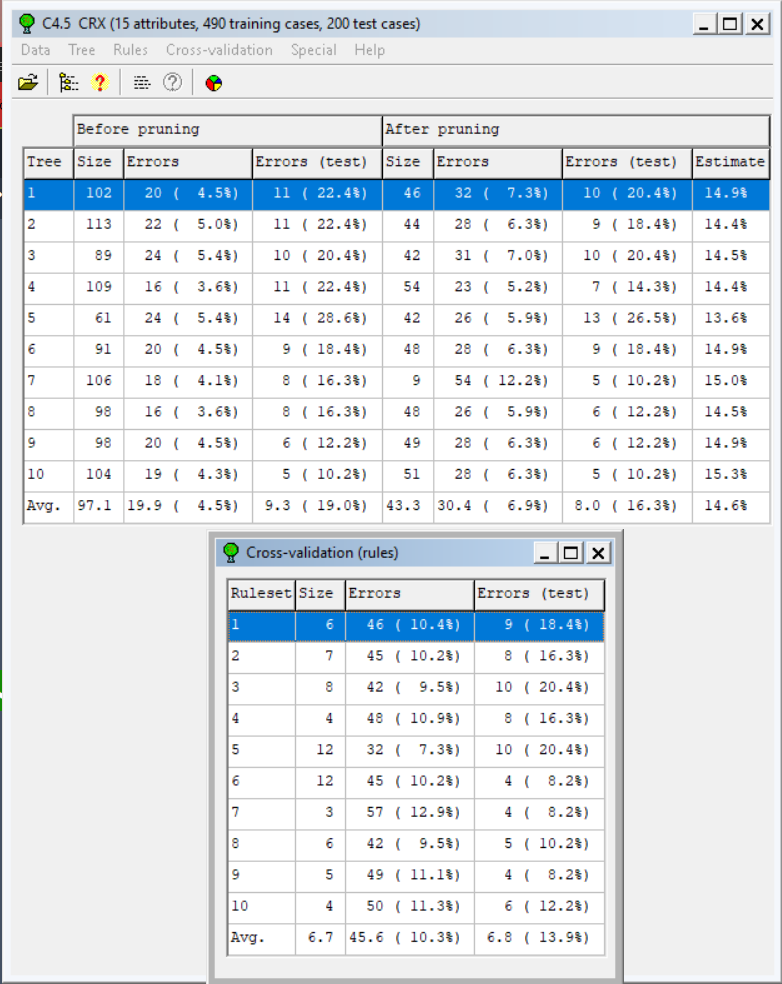 C4.5 CRX (15 attributes, 490 training cases, 200 test cases)
Data Tree Rules Cross-validation Special Help
Before pruning After pruning
Tree Size Errors Errors (test) Size Errors Errors (test) Estimate
1 102 20 ( 4.5%) 11 ( 22.4%) 46 32 ( 7.3%) 10 ( 20.4%) 14.9%
2 113 22 ( 5.0%) 11 ( 22.4%) 44 28 ( 6.3%) 9 ( 18.4%) 14.4%
3 89 24 ( 5.4%) 10 ( 20.4%) 42 31 ( 7.0%) 10 ( 20.4%) 14.5%
4 109 16 ( 3.6%) 11 ( 22.4%) 54 23 ( 5.2%) 7 ( 14.3%) 14.4%
5 61 24 ( 5.4%) 14 ( 28.6%) 42 26 ( 5.9%) 13 ( 26.5%) 13.6%
6 91 20 ( 4.5%) 9 ( 18.4%) 48 28 ( 6.3%) 9 ( 18.4%) 14.9%
7 106 18 ( 4.1%) 8 ( 16.3%) 9 54 ( 12.2%) 5 ( 10.2%) 15.0%
8 98 16 ( 3.6%) 8 ( 16.3%) 48 26 ( 5.9%) 6 ( 12.2%) 14.5%
9 98 20 ( 4.5%) 6 ( 12.2%) 49 28 ( 6.3%) 6 ( 12.2%) 14.9%
10 104 19 ( 4.3%) 5 ( 10.2%) 51 28 ( 6.3%) 5 ( 10.2%) 15.3%
Avg. 97.1 19.9 ( 4.5%) 9.3 ( 19.0%) 43.3 30.4 ( 6.9%) 8.0 ( 16.3%) 14.6%
Cross-validation (rules)
Ruleset Size Errors Errors (test)
1 6 46 ( 10.4%) 9 ( 18.4%)
2 7 45 ( 10.2%) 8 ( 16.3%)
3 8 42 ( 9.5%) 10 ( 20.4%)
4 4 48 ( 10.9%) 8 ( 16.3%)
5 12 32 ( 7.3%) 10 ( 20.4%)
6 12 45 ( 10.2%) 4 ( 8.2%)
7 3 57 ( 12.9%) 4 ( 8.2%)
8 6 42 ( 9.5%) 5 ( 10.2%)
9 5 49 ( 11.1%) 4 ( 8.2%)
10 4 50 ( 11.3%) 6 ( 12.2%)
Avg. 6.7 45.6 ( 10.3%) 6.8 ( 13.9%)